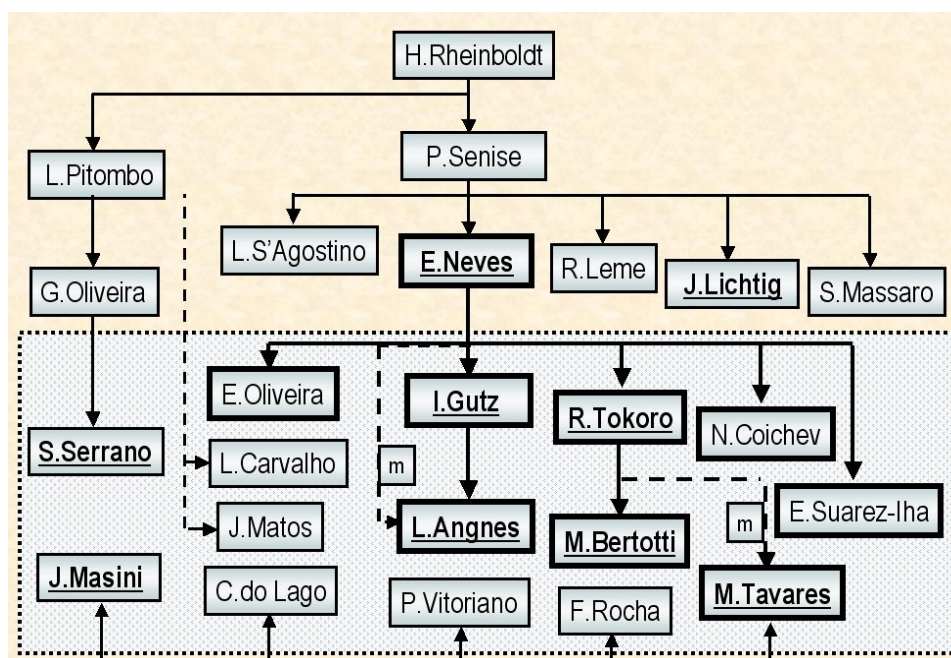 H.Rheinboldt
P.Senise
L.Pitombo
L.S'Agostino
E.Neves
R.Leme
J.Lichtig
S.Massaro
G.Oliveira
E.Oliveira
I.Gutz
R.Tokoro
N.Coichev
S.Serrano
L.Carvalho
m
E.Suarez-Iha
J.Matos
L.Angnes
m
M.Bertotti
J.Masini
C.do Lago
P.Vitoriano
F.Rocha
M.Tavares